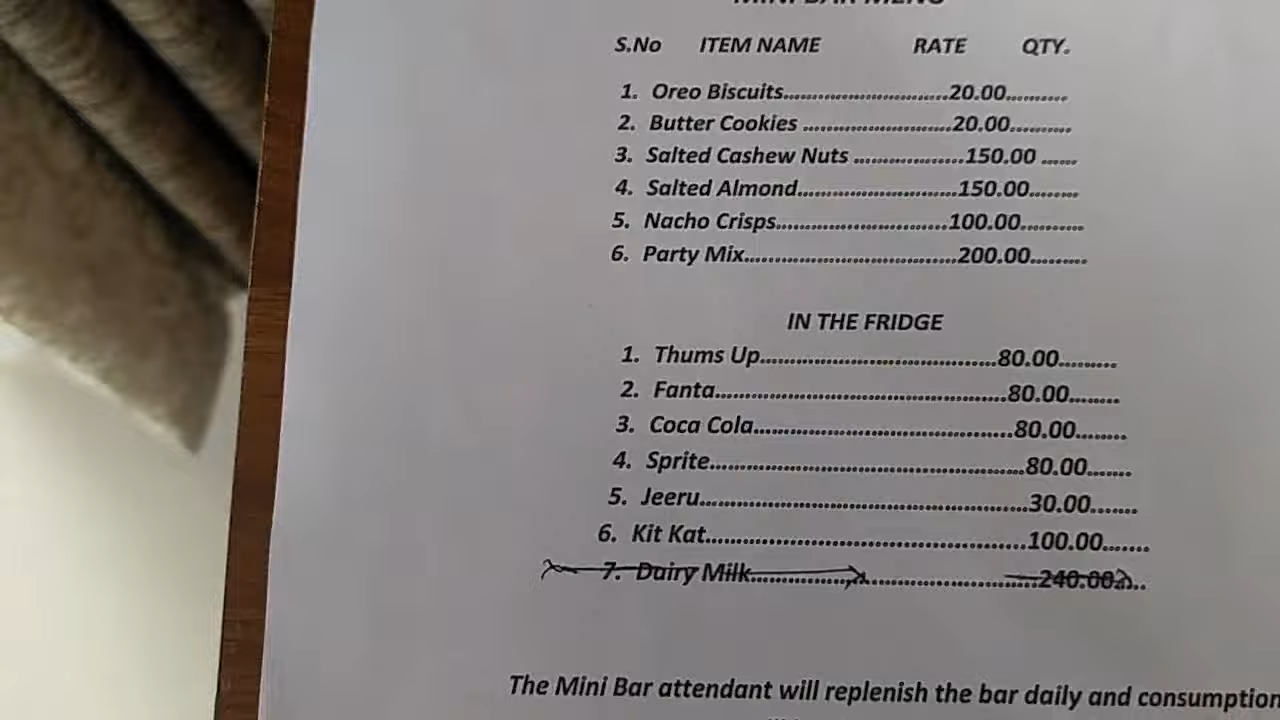 MINI BAR MENU
S.No ITEM NAME RATE QTY.
1. Oreo Biscuits..............................20.00...........
2. Butter Cookies ...........................20.00...........
3. Salted Cashew Nuts ....................150.00 ......
4. Salted Almond.............................158.00.........
5. Nacho Crisps...............................100.00...........
6. Party Mix......................................200.00..........
IN THE FRIDGE
1. Thums Up..........................................80.00..........
2. Fanta....................................................80.00.........
3. Coca Cola..............................................80.00.........
4. Sprite.......................................................80.00........
5. Jeeru..........................................................30.00........
6. Kit Kat.........................................................100.00........
7. Dairy Milk..................................................240.00...
The Mini Bar attendant will replenish the bar daily and consumption